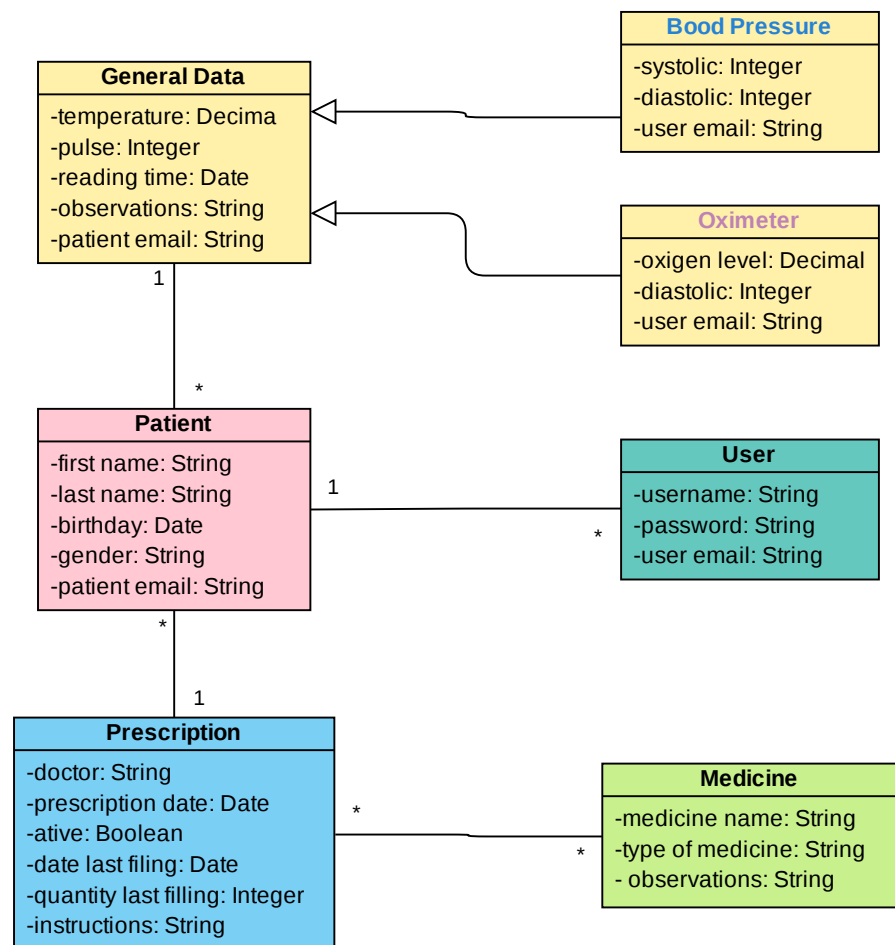 General Data
-temperature: Decima
-pulse: Integer
-reading time: Date
-observations: String
-patient email: String
Bood Pressure
-systolic: Integer
-diastolic: Integer
-user email: String
Oximeter
-oxigen level: Decimal
-diastolic: Integer
-user email: String
1
*
Patient
-first name: String
-last name: String
-birthday: Date
-gender: String
-patient email: String
1
*
User
-username: String
-password: String
-user email: String
*
1
Prescription
-doctor: String
-prescription date: Date
-ative: Boolean
-date last filing: Date
-quantity last filling: Integer
-instructions: String
*
*
Medicine
-medicine name: String
-type of medicine: String
- observations: String